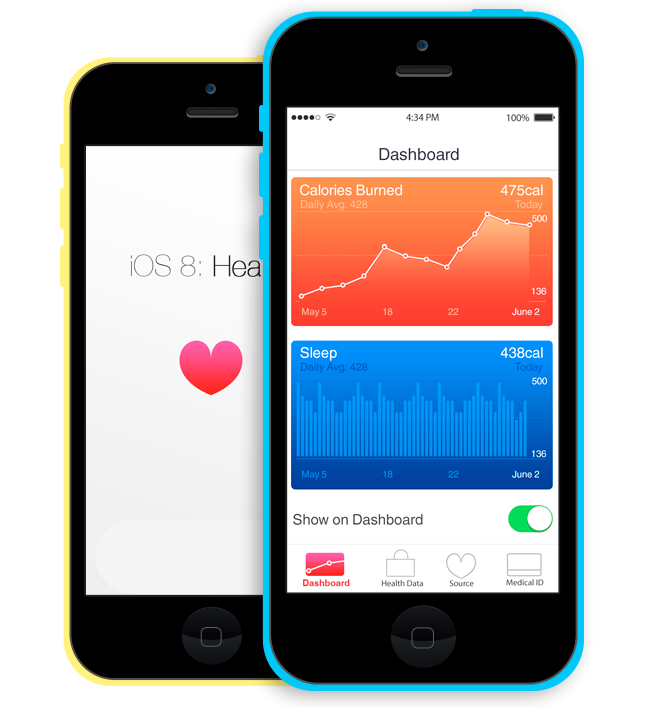 iOS 8: Hea
4:34 PM
100%
Dashboard
Calories Burned
475cal
Daily Avg: 428
Today
500
136
May 5
18
22
June 2
Sleep
438cal
Daily Avg: 428
Today
500
136
May 5
18
22
June 2
Show on Dashboard
Dashboard
Health Data
Source
Medical ID